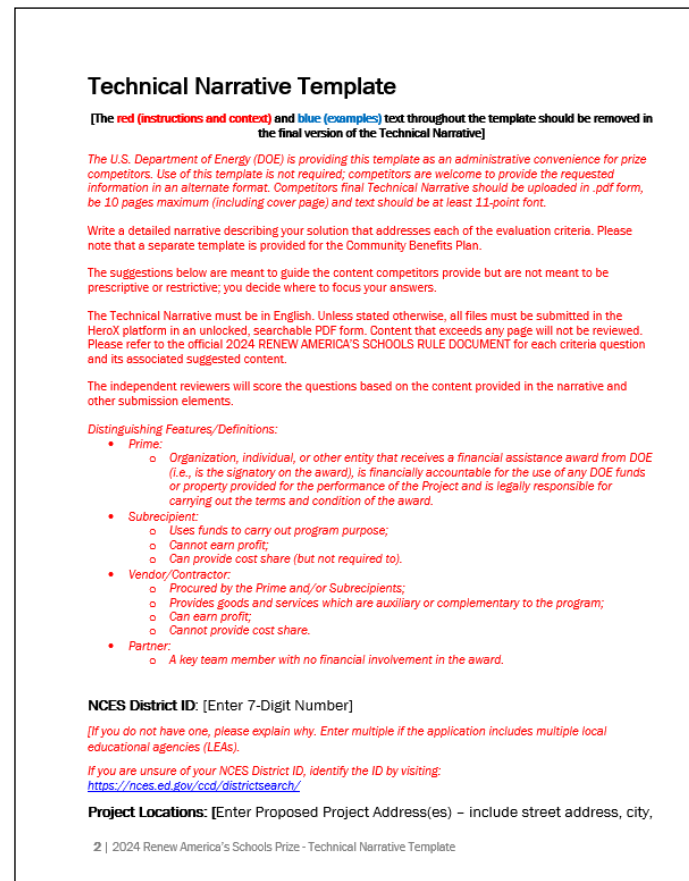 Technical Narrative Template
[The red (instructions and context) and blue (examples) text throughout the template should be removed in
the final version of the Technical Narrative]
The U.S. Department of Energy (DOE) is providing this template as an administrative convenience for prize
competitors. Use of this template is not required; competitors are welcome to provide the requested
information in an alternate format. Competitors final Technical Narrative should be uploaded in .pdf form,
be 10 pages maximum (including cover page) and text should be at least 11-point font.
Write a detailed narrative describing your solution that addresses each of the evaluation criteria. Please
note that a separate template is provided for the Community Benefits Plan.
The suggestions below are meant to guide the content competitors provide but are not meant to be
prescriptive or restrictive; you decide where to focus your answers.
The Technical Narrative must be in English. Unless stated otherwise, all files must be submitted in the
HeroX platform in an unlocked, searchable PDF form. Content that exceeds any page will not be reviewed.
Please refer to the official 2024 RENEW AMERICA'S SCHOOLS RULE DOCUMENT for each criteria question
and its associated suggested content.
The independent reviewers will score the questions based on the content provided in the narrative and
other submission elements.
Distinguishing Features/Definitions:
• Prime:
o Organization, individual, or other entity that receives a financial assistance award from DOE
(i.e., is the signatory on the award), is financially accountable for the use of any DOE funds
or property provided for the performance of the Project and is legally responsible for
carrying out the terms and condition of the award.
• Subrecipient:
o Uses funds to carry out program purpose;
o Cannot earn profit;
o Can provide cost share (but not required to).
• Vendor/Contractor:
o Procured by the Prime and/or Subrecipients;
o Provides goods and services which are auxiliary or complementary to the program;
o Can earn profit;
o Cannot provide cost share.
• Partner:
o A key team member with no financial involvement in the award.
NCES District ID: [Enter 7-Digit Number]
[If you do not have one, please explain why. Enter multiple if the application includes multiple local
educational agencies (LEAs).
If you are unsure of your NCES District ID, identify the ID by visiting:
https://nces.ed.gov/ccd/districtsearch/
Project Locations: [Enter Proposed Project Address(es) – include street address, city,
2 | 2024 Renew America's Schools Prize - Technical Narrative Template